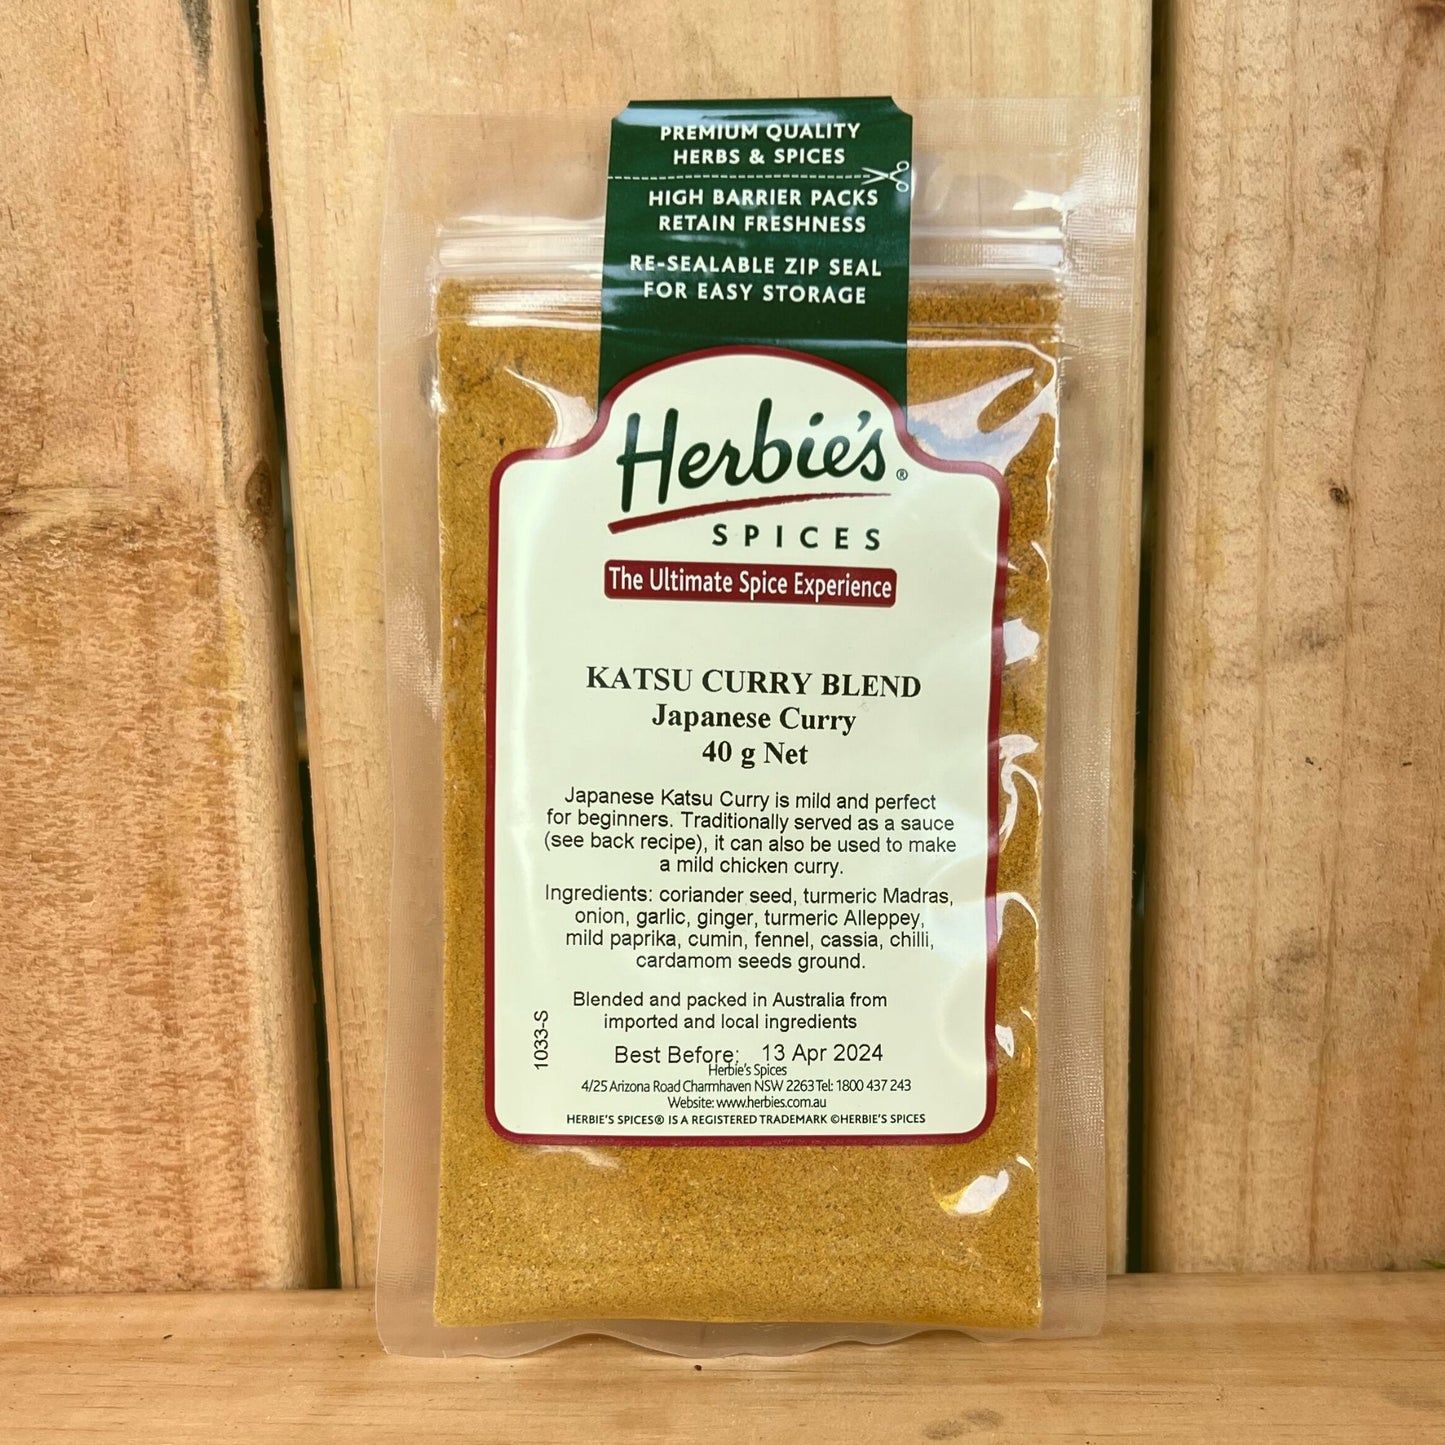 PREMIUM QUALITY
HERBS & SPICES
HIGH BARRIER PACKS
RETAIN FRESHNESS
RE-SEALABLE ZIP SEAL
FOR EASY STORAGE
Herbie's®
SPICES
The Ultimate Spice Experience
KATSU CURRY BLEND
Japanese Curry
40 g Net
Japanese Katsu Curry is mild and perfect
for beginners. Traditionally served as a sauce
(see back recipe), it can also be used to make
a mild chicken curry.
Ingredients: coriander seed, turmeric Madras,
onion, garlic, ginger, turmeric Alleppey,
mild paprika, cumin, fennel, cassia, chilli,
cardamom seeds ground.
Blended and packed in Australia from
imported and local ingredients
1033-S
Best Before: 13 Apr 2024
Herbie's Spices
4/25 Arizona Road Charmhaven NSW 2263 Tel: 1800 437 243
Website: www.herbies.com.au
HERBIE'S SPICES® IS A REGISTERED TRADEMARK ©HERBIE'S SPICES